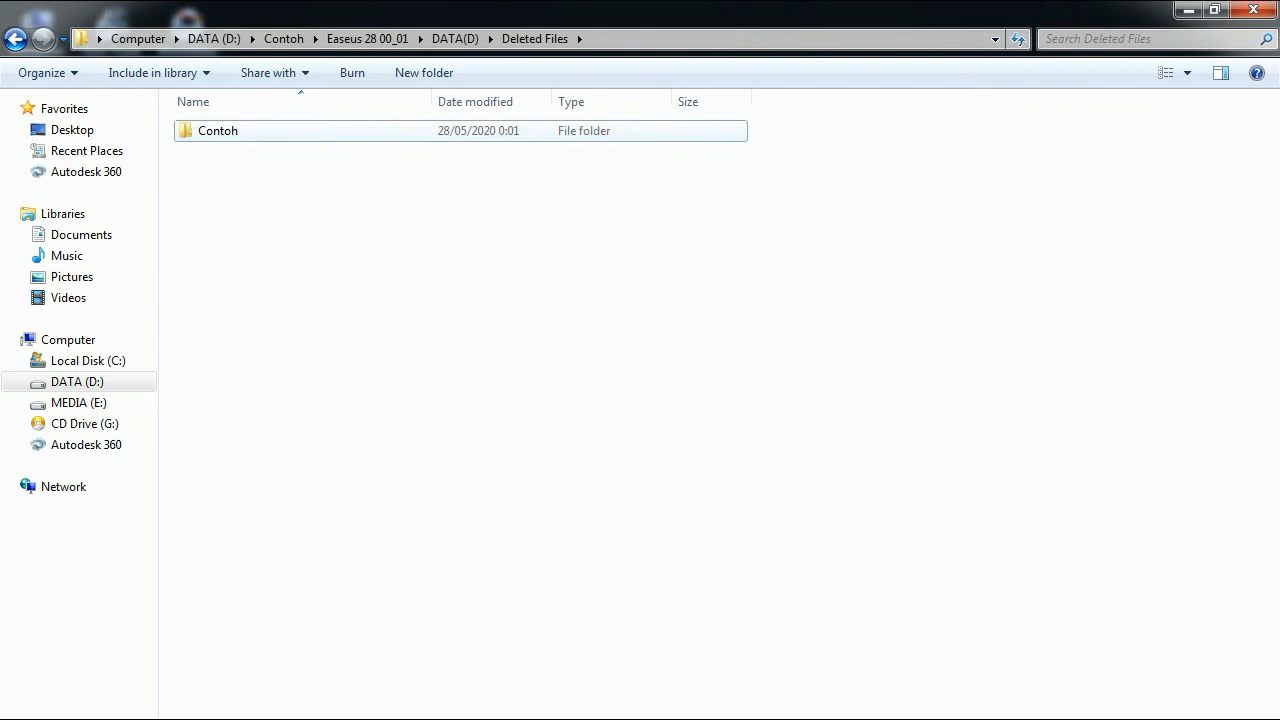 Computer DATA (D:) Contoh Easeus 28 00_01 DATA(D) Deleted Files
Search Deleted Files
Organize Include in library Share with Burn New folder
Name Date modified Type Size
Contoh 28/05/2020 0:01 File folder
Favorites
Desktop
Recent Places
Autodesk 360
Libraries
Documents
Music
Pictures
Videos
Computer
Local Disk (C:)
DATA (D:)
MEDIA (E:)
CD Drive (G:)
Autodesk 360
Network